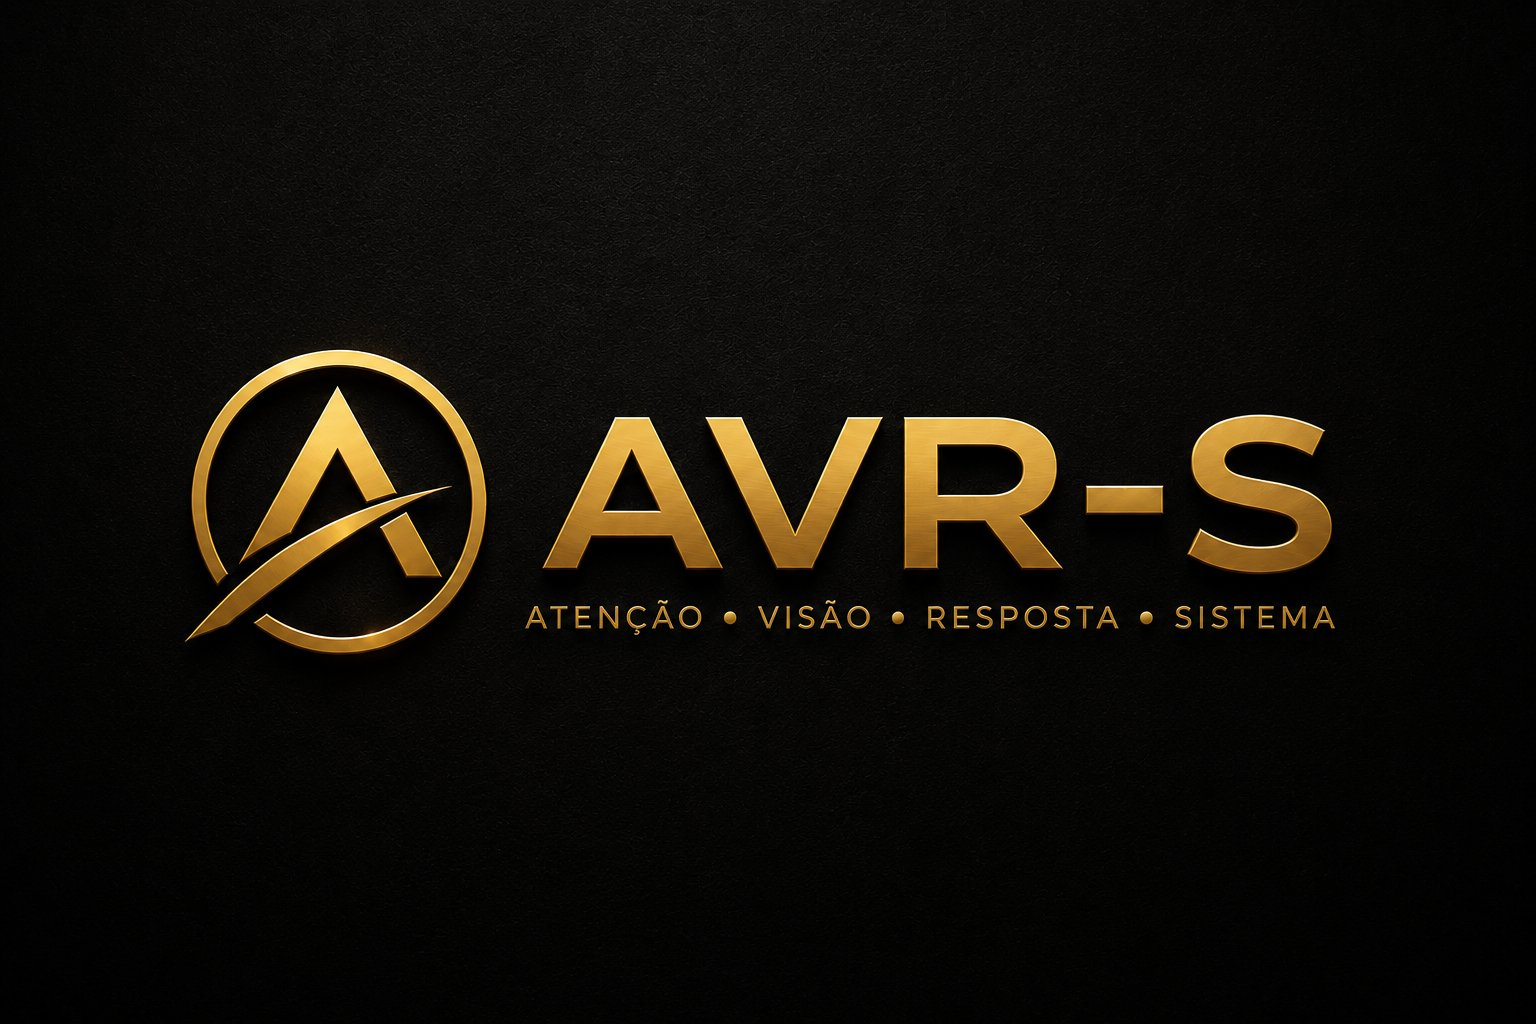 AVR-S
ATENÇÃO • VISÃO • RESPOSTA • SISTEMA